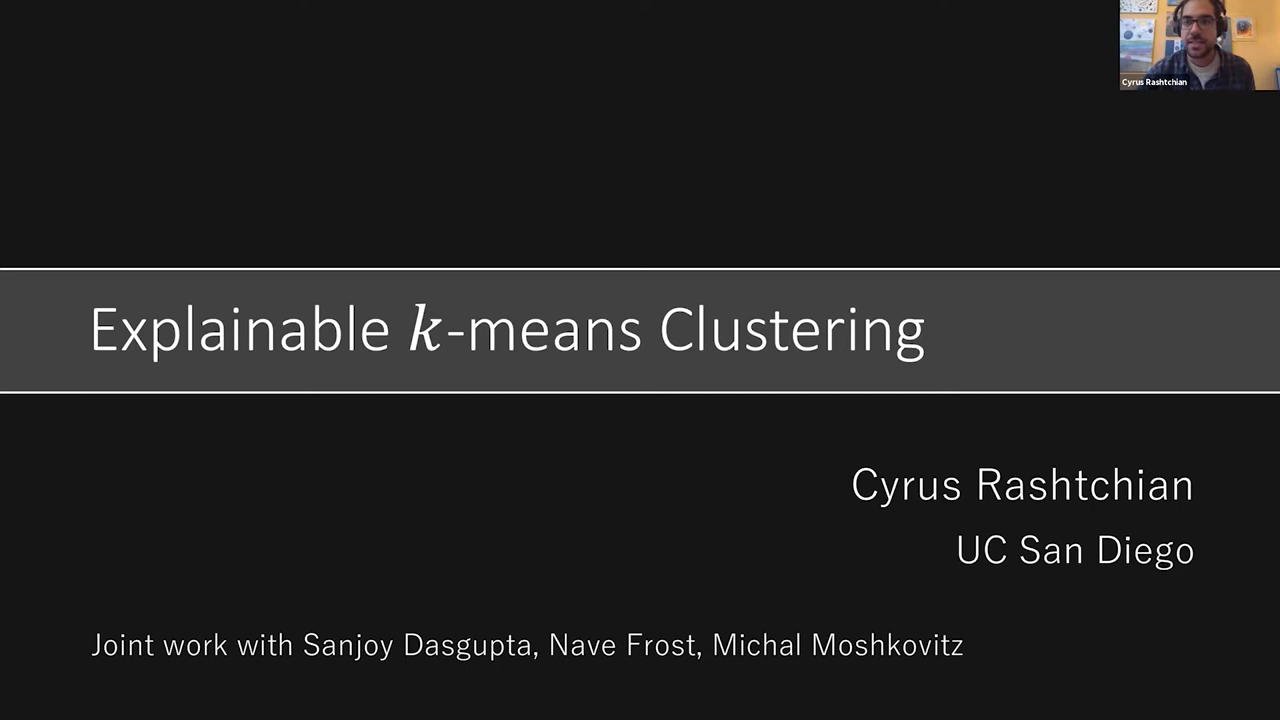 Cyrus Rashtchian
Explainable k-means Clustering
Cyrus Rashtchian
UC San Diego
Joint work with Sanjoy Dasgupta, Nave Frost, Michal Moshkovitz